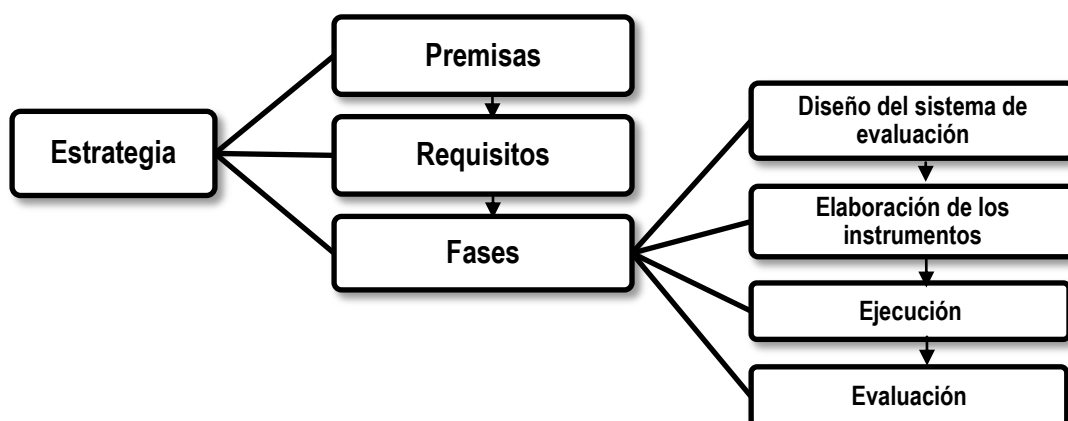 Estrategia
Premisas
Requisitos
Fases
Diseño del sistema de
evaluación
Elaboración de los
instrumentos
Ejecución
Evaluación